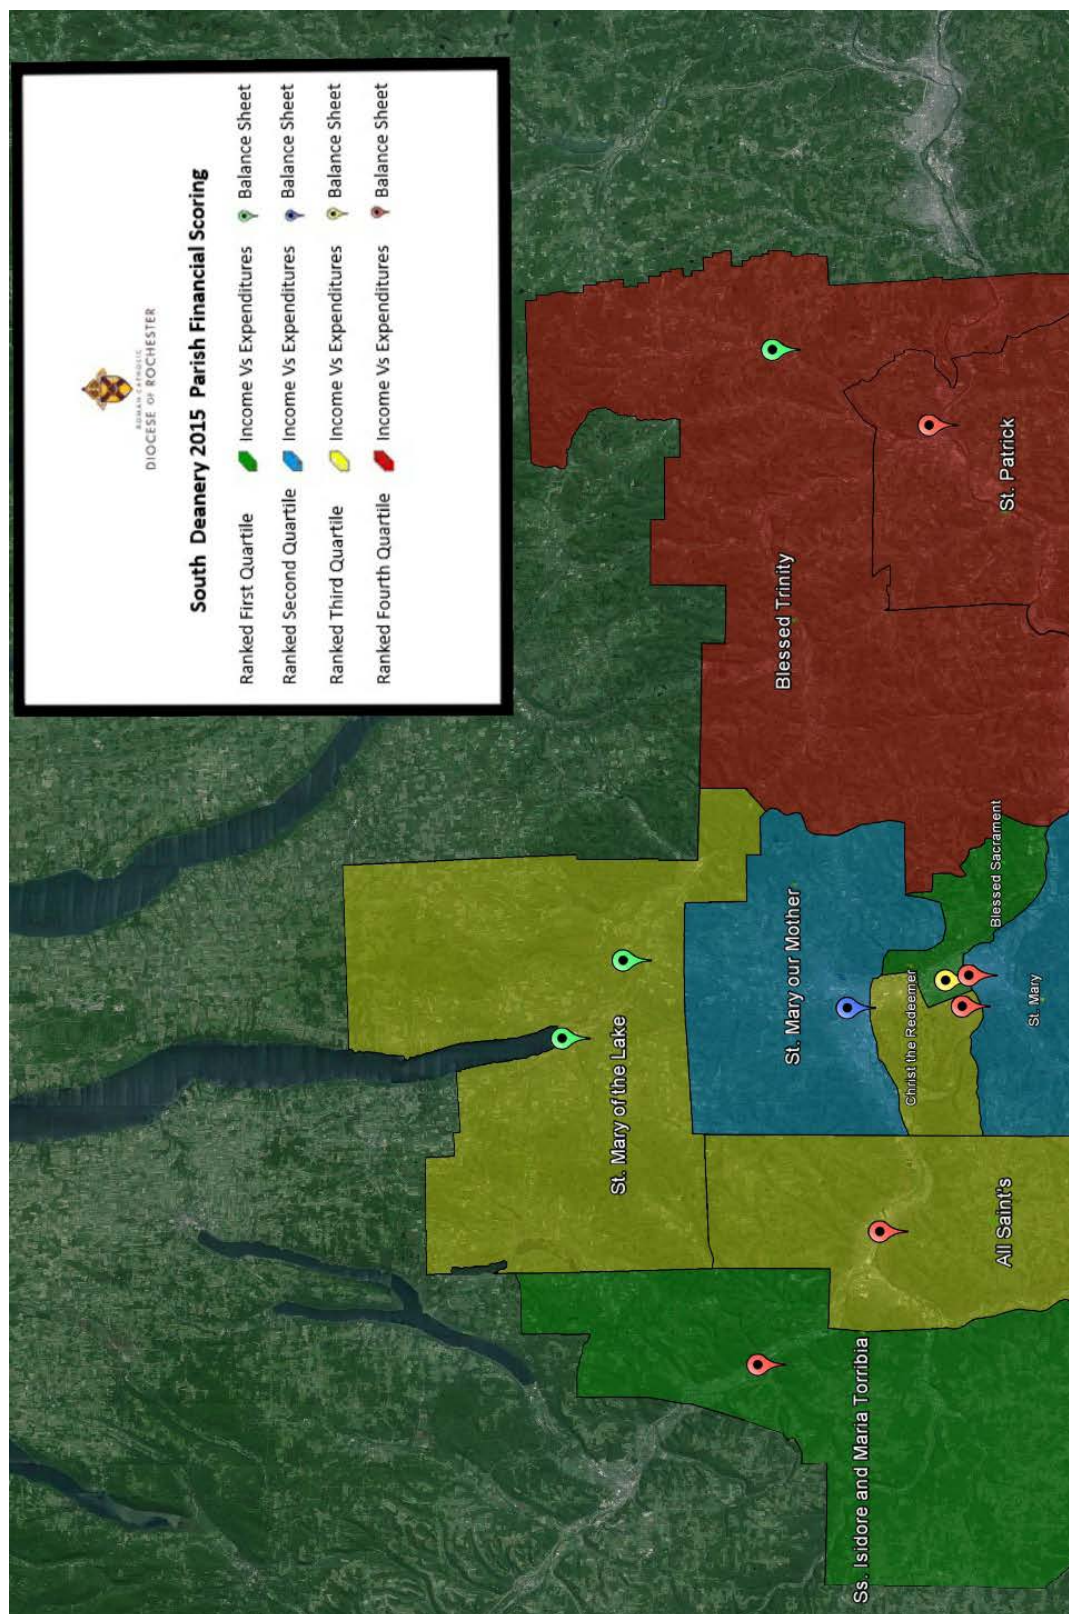 ROMAN CATHOLIC
DIOCESE OF ROCHESTER
South Deanery 2015 Parish Financial Scoring
Ranked First Quartile Income Vs Expenditures Balance Sheet
Ranked Second Quartile Income Vs Expenditures Balance Sheet
Ranked Third Quartile Income Vs Expenditures Balance Sheet
Ranked Fourth Quartile Income Vs Expenditures Balance Sheet
St. Mary of the Lake
Blessed Trinity
St. Mary our Mother
Ss. Isidore and Maria Torribia
Christ the Redeemer
Blessed Sacrament
All Saint's
St. Patrick
St. Mary